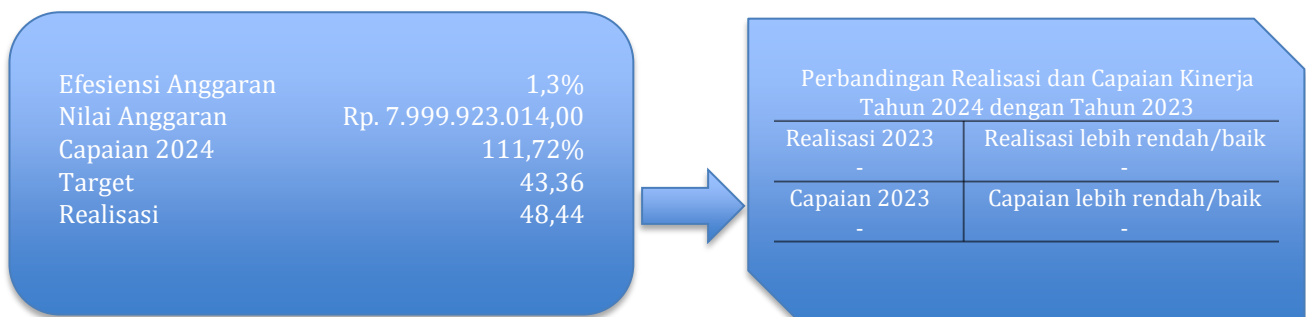 Efesiensi Anggaran 1,3%
Nilai Anggaran Rp. 7.999.923.014,00
Capaian 2024 111,72%
Target 43,36
Realisasi 48,44
Perbandingan Realisasi dan Capaian Kinerja
Tahun 2024 dengan Tahun 2023
Realisasi 2023 Realisasi lebih rendah/baik
- -
Capaian 2023 Capaian lebih rendah/baik
- -